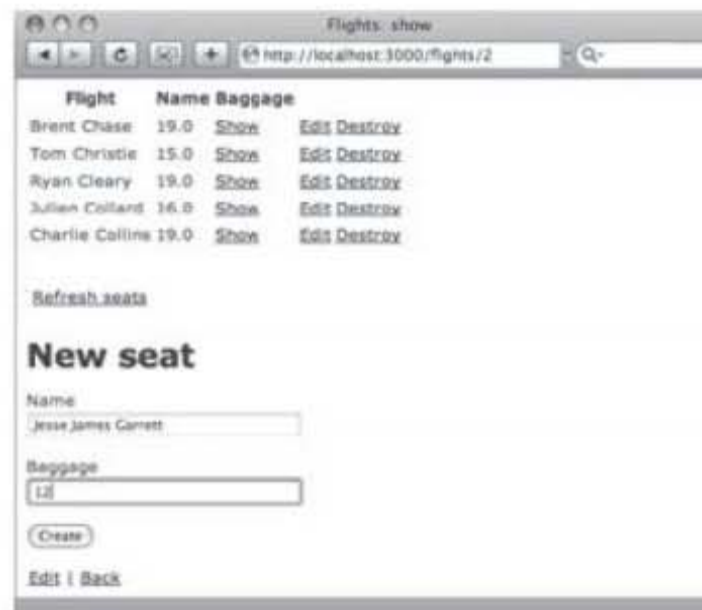 Flights: show
http://localhost:3000/flights/2
Flight Name Baggage
Brent Chase 19.0 Show Edit Destroy
Tom Christie 15.0 Show Edit Destroy
Ryan Cleary 19.0 Show Edit Destroy
Julien Collard 16.0 Show Edit Destroy
Charlie Collins 19.0 Show Edit Destroy
Refresh seats
New seat
Name
Jesse James Garrett
Baggage
12
Create
Edit | Back